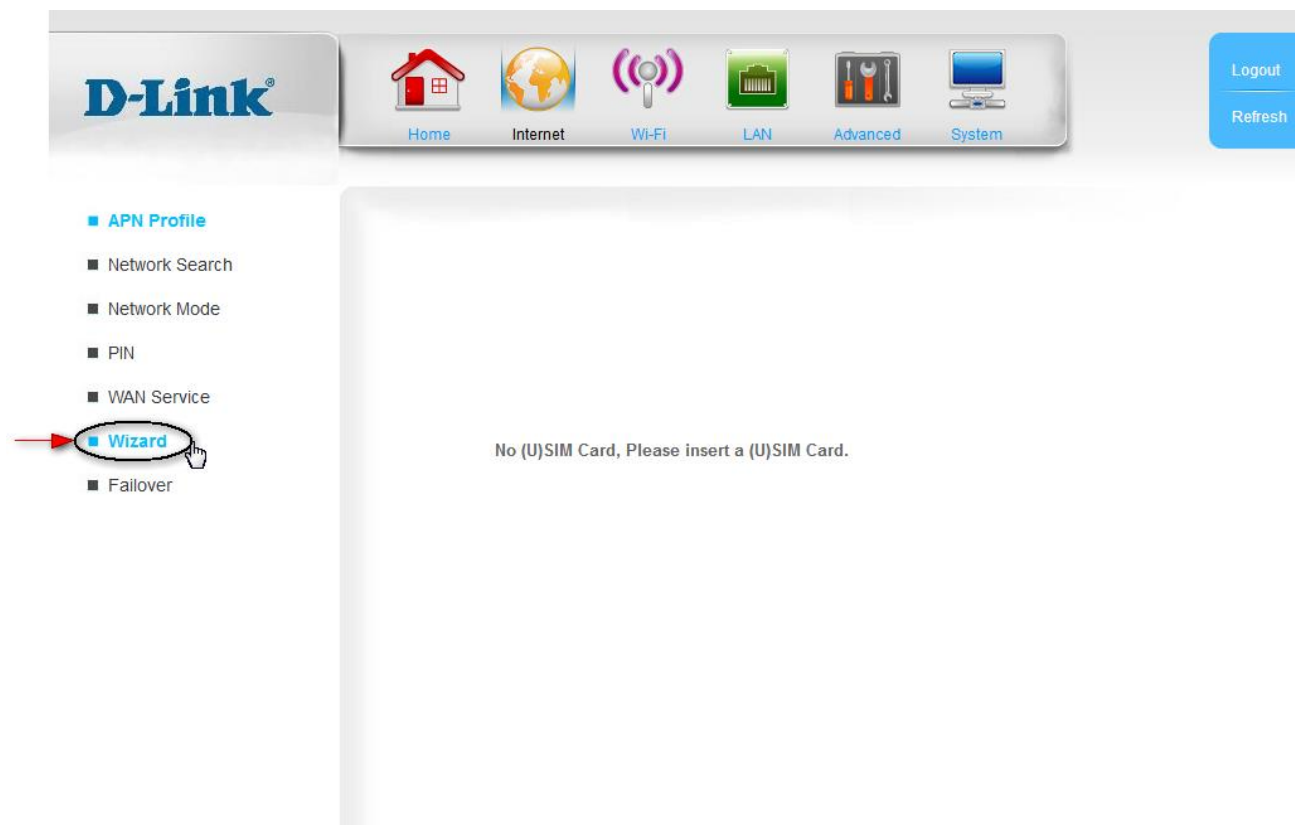 D-Link®
Home
Internet
Wi-Fi
LAN
Advanced
System
Logout
Refresh
APN Profile
Network Search
Network Mode
PIN
WAN Service
Wizard
Failover
No (U)SIM Card, Please insert a (U)SIM Card.